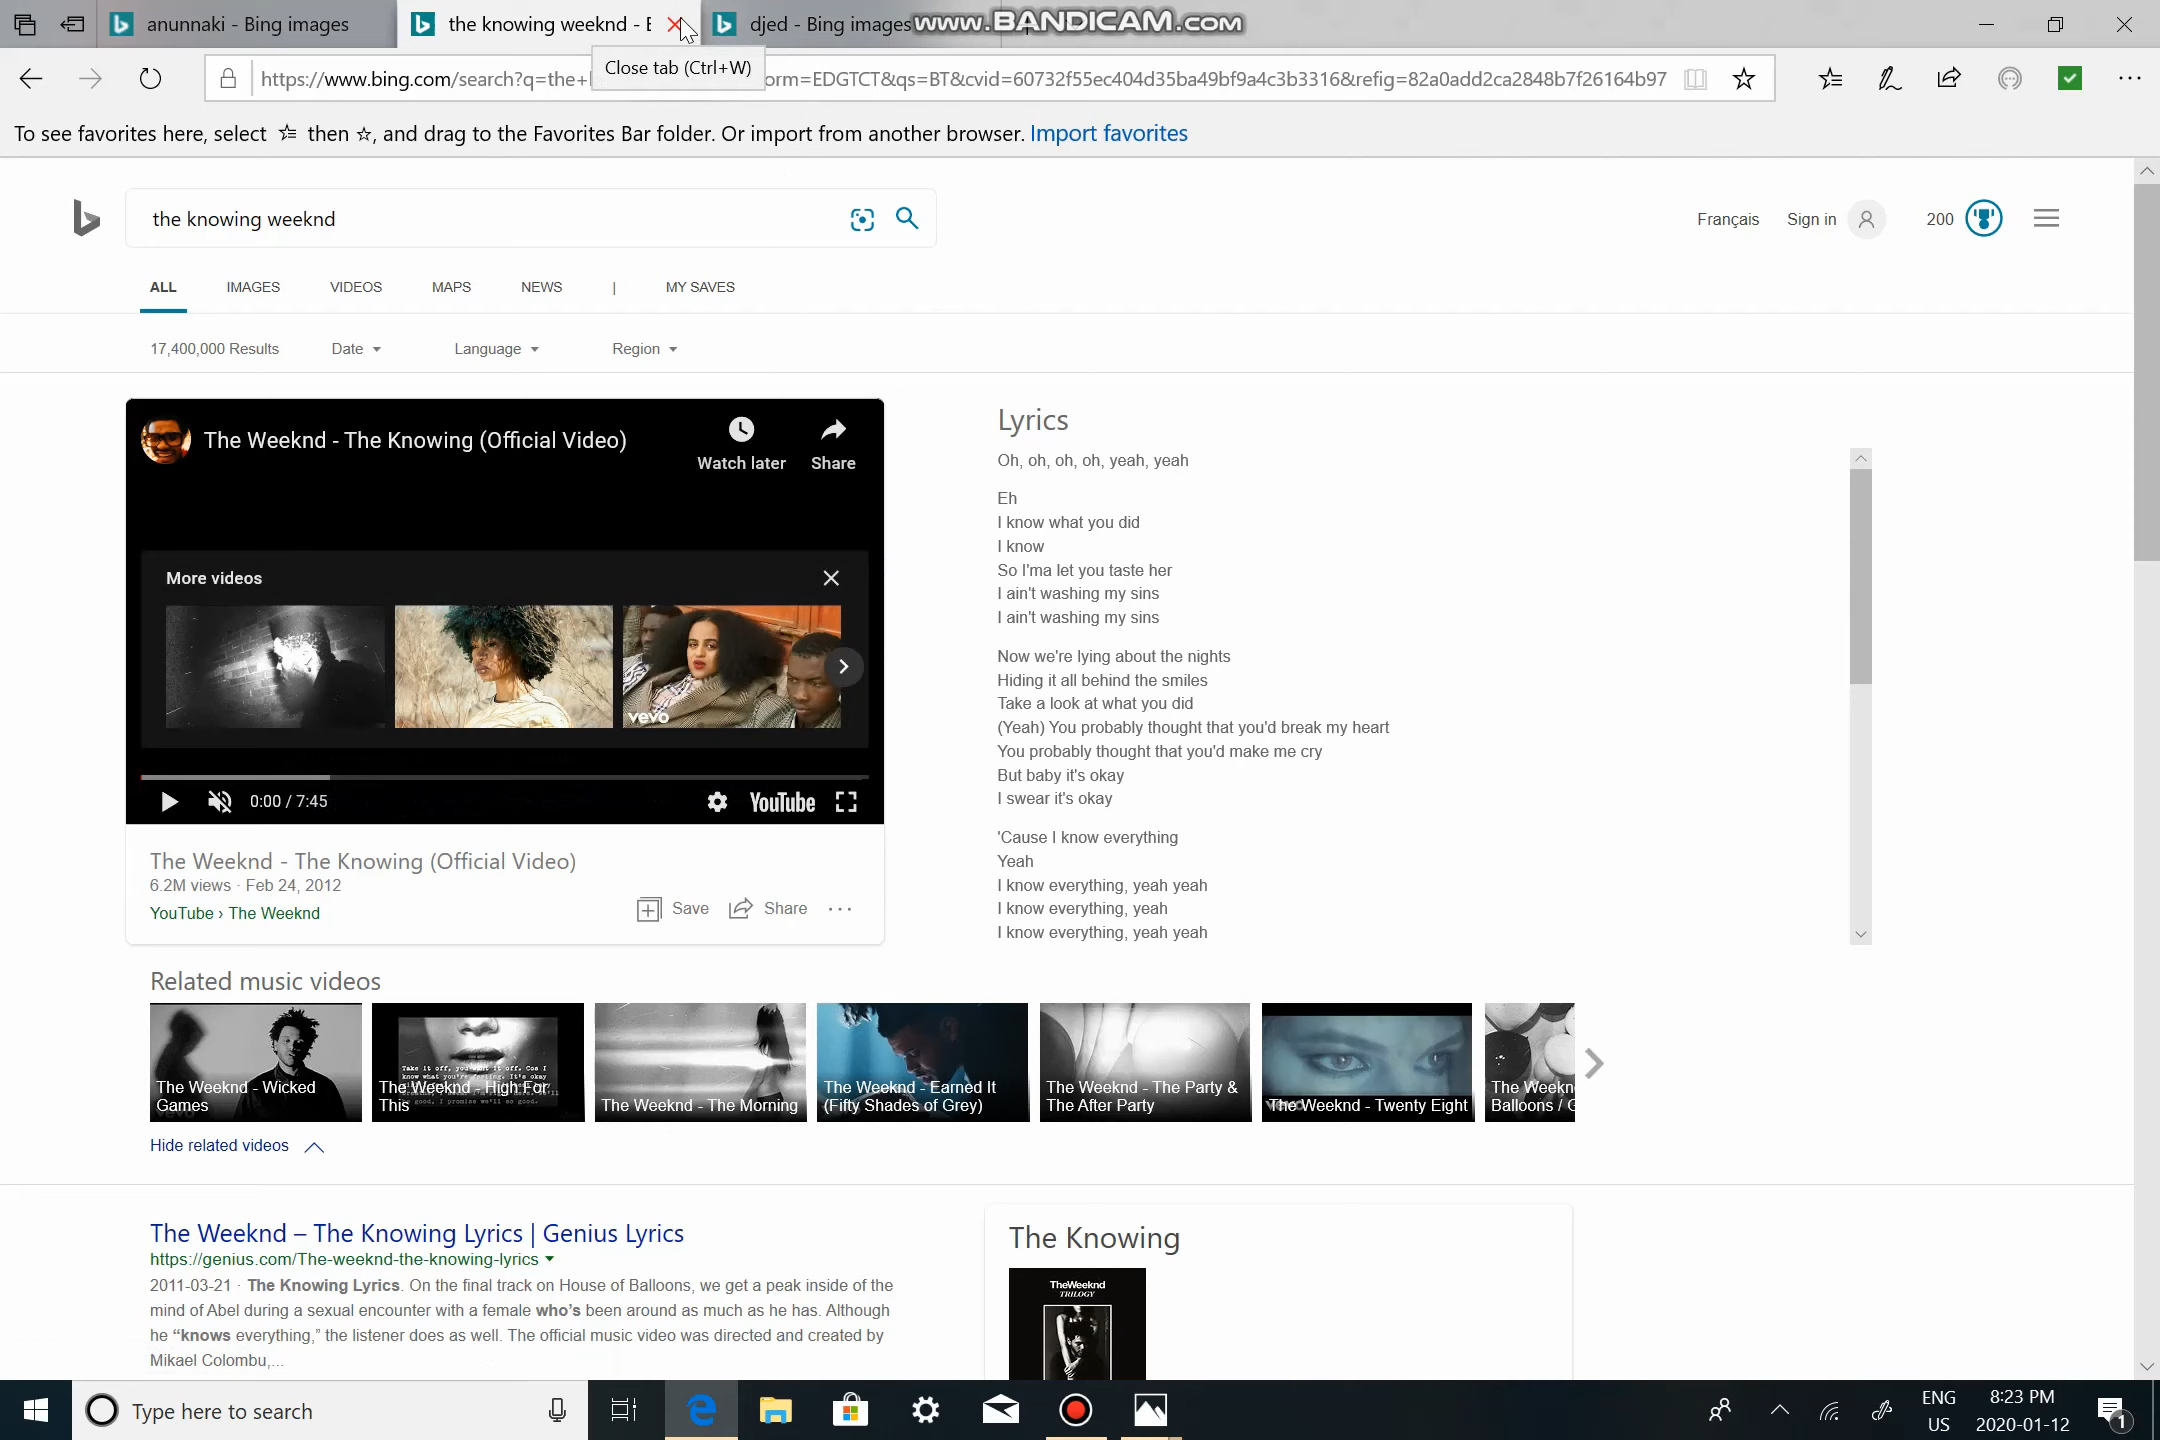 anunnaki - Bing images
the knowing weeknd - B
djed - Bing images
www.BANDICAM.com
Close tab (Ctrl+W)
https://www.bing.com/search?q=the+
orm=EDGTCT&qs=BT&cvid=60732f55ec404d35ba49bf9a4c3b3316&refig=82a0add2ca2848b7f26164b97
To see favorites here, select then , and drag to the Favorites Bar folder. Or import from another browser. Import favorites
the knowing weeknd
Français Sign in 200
ALL IMAGES VIDEOS MAPS NEWS | MY SAVES
17,400,000 Results Date Language Region
The Weeknd - The Knowing (Official Video)
Watch later Share
More videos
vevo
0:00 / 7:45
YouTube
The Weeknd - The Knowing (Official Video)
6.2M views · Feb 24, 2012
YouTube › The Weeknd
Save Share
Lyrics
Oh, oh, oh, oh, yeah, yeah
Eh
I know what you did
I know
So I'ma let you taste her
I ain't washing my sins
I ain't washing my sins
Now we're lying about the nights
Hiding it all behind the smiles
Take a look at what you did
(Yeah) You probably thought that you'd break my heart
You probably thought that you'd make me cry
But baby it's okay
I swear it's okay
'Cause I know everything
Yeah
I know everything, yeah yeah
I know everything, yeah
I know everything, yeah yeah
Related music videos
The Weeknd - Wicked
Games
The Weeknd - High For
This
The Weeknd - The Morning
The Weeknd - Earned It
(Fifty Shades of Grey)
The Weeknd - The Party &
The After Party
The Weeknd - Twenty Eight
The Weekn
Balloons / G
Hide related videos
The Weeknd – The Knowing Lyrics | Genius Lyrics
https://genius.com/The-weeknd-the-knowing-lyrics
2011-03-21 · The Knowing Lyrics. On the final track on House of Balloons, we get a peak inside of the
mind of Abel during a sexual encounter with a female who's been around as much as he has. Although
he “knows everything,” the listener does as well. The official music video was directed and created by
Mikael Colombu,...
The Knowing
TheWeeknd
TRILOGY
Type here to search
ENG
US
8:23 PM
2020-01-12
1